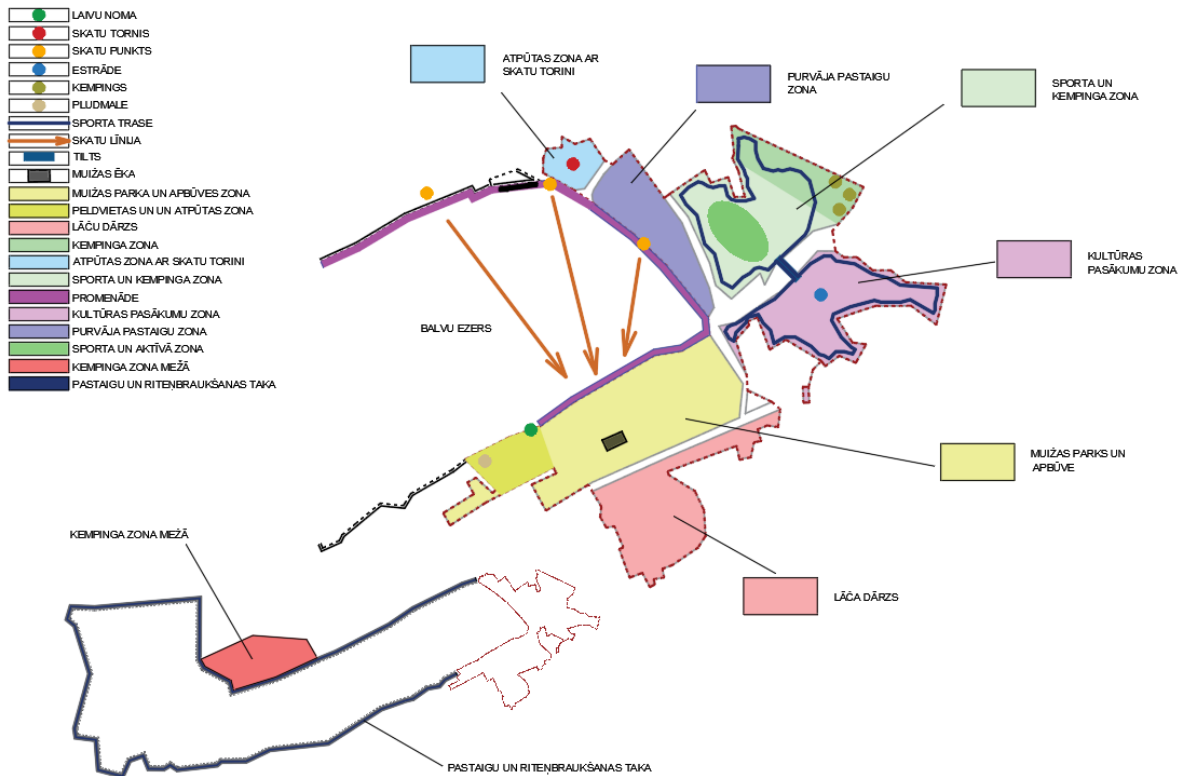 LAIVU NOMA
SKATU TORNIS
SKATU PUNKTS
ESTRĀDE
KEMPINGS
PLUDMALE
SPORTA TRASE
SKATU LĪNIJA
TILTS
MUIŽAS ĒKA
MUIŽAS PARKA UN APBŪVES ZONA
PELDVIETAS UN UN ATPŪTAS ZONA
LĀČU DĀRZS
KEMPINGA ZONA
ATPŪTAS ZONA AR SKATU TORINI
SPORTA UN KEMPINGA ZONA
PROMENĀDE
KULTŪRAS PASĀKUMU ZONA
PURVĀJA PASTAIGU ZONA
SPORTA UN AKTĪVĀ ZONA
KEMPINGA ZONA MEŽĀ
PASTAIGU UN RITEŅBRAUKŠANAS TAKA
ATPŪTAS ZONA AR
SKATU TORINI
PURVĀJA PASTAIGU
ZONA
SPORTA UN
KEMPINGA ZONA
KULTŪRAS
PASĀKUMU ZONA
BALVU EZERS
MUIŽAS PARKS UN
APBŪVE
LĀČA DĀRZS
KEMPINGA ZONA MEŽĀ
PASTAIGU UN RITEŅBRAUKŠANAS TAKA